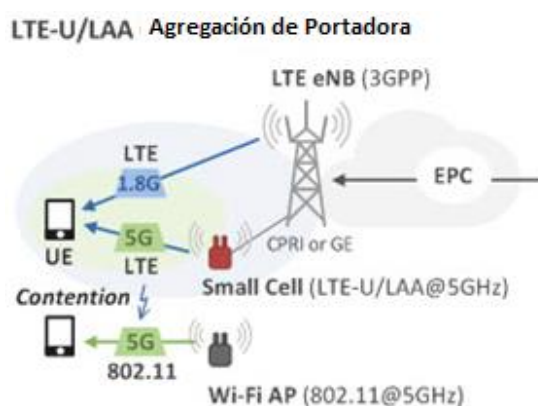 LTE-U/LAA Agregación de Portadora
LTE eNB (3GPP)
LTE
1.8G
EPC
5G
UE
LTE
CPRI or GE
Contention
Small Cell (LTE-U/LAA@5GHz)
5G
802.11
Wi-Fi AP (802.11@5GHz)